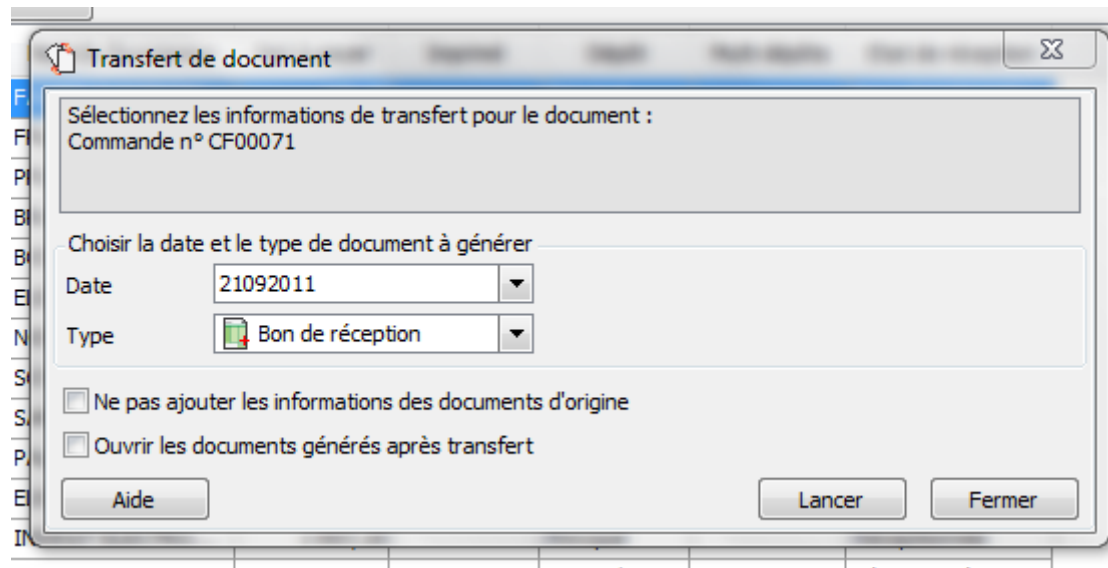 Transfert de document
Sélectionnez les informations de transfert pour le document :
Commande n° CF00071
Choisir la date et le type de document à générer
Date 21092011
Type Bon de réception
Ne pas ajouter les informations des documents d'origine
Ouvrir les documents générés après transfert
Aide Lancer Fermer